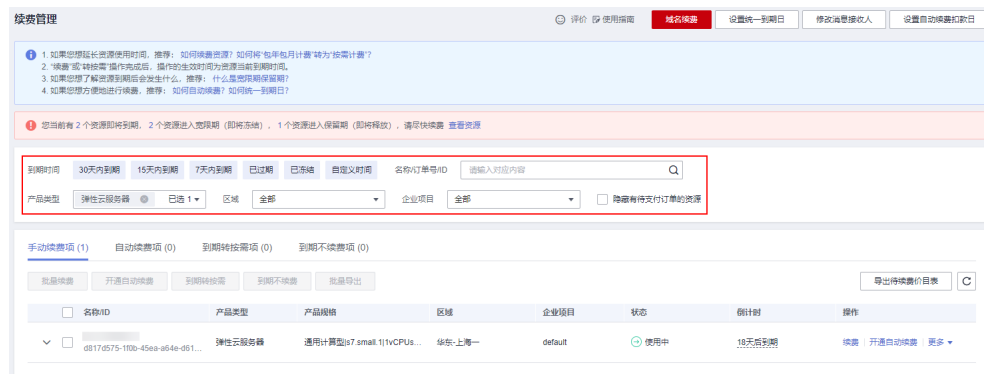 续费管理
评价 使用指南 域名续费 设置统一到期日 修改消息接收人 设置自动续费扣款日
1. 如果您想延长资源使用时间，推荐： 如何续费资源? 如何将“包年包月计费”转为“按需计费”?
2. “续费”或“转按需”操作完成后，操作的生效时间为资源当前到期时间。
3. 如果您想了解资源到期后会发生什么，推荐： 什么是宽限期保留期?
4. 如果您想方便地进行续费，推荐： 如何自动续费? 如何统一到期日?
您当前有 2 个资源即将到期， 2 个资源进入宽限期（即将冻结）， 1 个资源进入保留期（即将释放），请尽快续费 查看资源
到期时间 30天内到期 15天内到期 7天内到期 已过期 已冻结 自定义时间 名称/订单号/ID 请输入对应内容
产品类型 弹性云服务器 已选 1 区域 全部 企业项目 全部 隐藏有待支付订单的资源
手动续费项 (1) 自动续费项 (0) 到期转按需项 (0) 到期不续费项 (0)
批量续费 开通自动续费 到期转按需 到期不续费 批量导出 导出待续费价目表
名称/ID 产品类型 产品规格 区域 企业项目 状态 倒计时 操作
d817d575-1f0b-45ea-a64e-d61... 弹性云服务器 通用计算型|s7.small.1|1vCPUs... 华东-上海一 default 使用中 18天后到期 续费 开通自动续费 更多